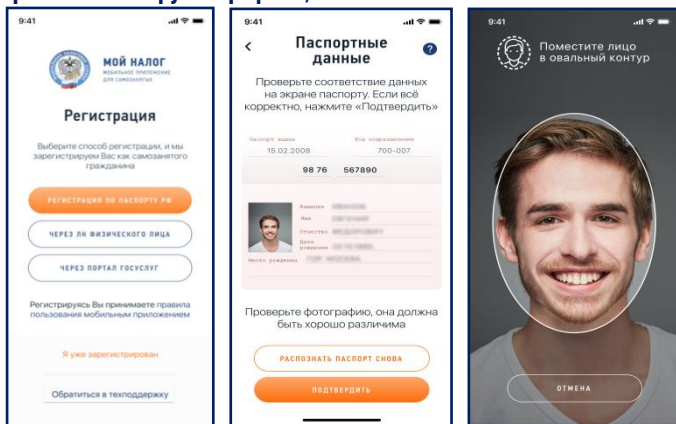 9:41
МОЙ НАЛОГ
МОБИЛЬНОЕ ПРИЛОЖЕНИЕ
ДЛЯ САМОЗАНЯТЫХ
Регистрация
Выберите способ регистрации, и мы
зарегистрируем Вас как самозанятого
гражданина
РЕГИСТРАЦИЯ ПО ПАСПОРТУ РФ
ЧЕРЕЗ ЛК ФИЗИЧЕСКОГО ЛИЦА
ЧЕРЕЗ ПОРТАЛ ГОСУСЛУГ
Регистрируясь Вы принимаете правила
пользования мобильным приложением
Я уже зарегистрирован
Обратиться в техподдержку
9:41
Паспортные
данные
?
Проверьте соответствие данных
на экране паспорту. Если всё
корректно, нажмите «Подтвердить»
Паспорт выдан
Код подразделения
15.02.2008
700-007
98 76 567890
Фамилия
Имя
Отчество
Дата
рождения
Место рождения
Проверьте фотографию, она должна
быть хорошо различима
РАСПОЗНАТЬ ПАСПОРТ СНОВА
ПОДТВЕРДИТЬ
9:41
Поместите лицо
в овальный контур
ОТМЕНА